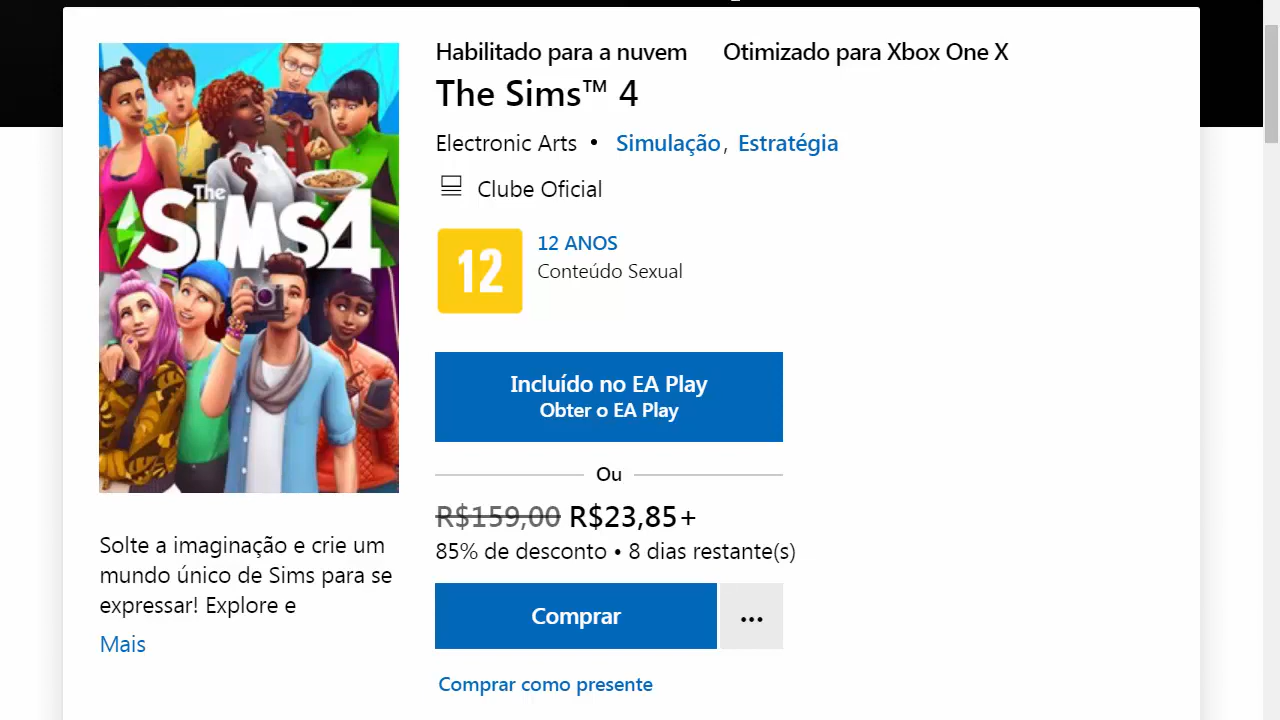 Habilitado para a nuvem Otimizado para Xbox One X
The Sims™ 4
Electronic Arts • Simulação, Estratégia
Clube Oficial
The
SIMS4
12
12 ANOS
Conteúdo Sexual
Incluído no EA Play
Obter o EA Play
Ou
R$159,00 R$23,85+
85% de desconto • 8 dias restante(s)
Comprar ...
Comprar como presente
Solte a imaginação e crie um
mundo único de Sims para se
expressar! Explore e
Mais